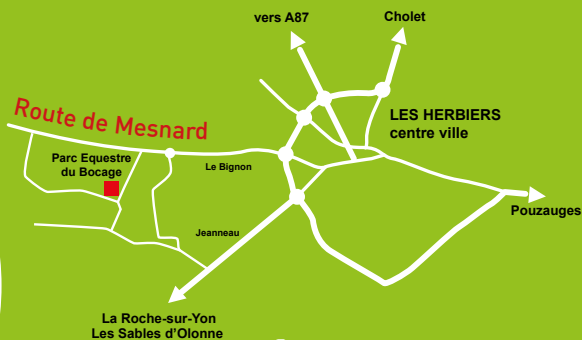 vers A87
Cholet
Route de Mesnard
LES HERBIERS
centre ville
Parc Equestre
du Bocage
Le Bignon
Pouzauges
Jeanneau
La Roche-sur-Yon
Les Sables d'Olonne